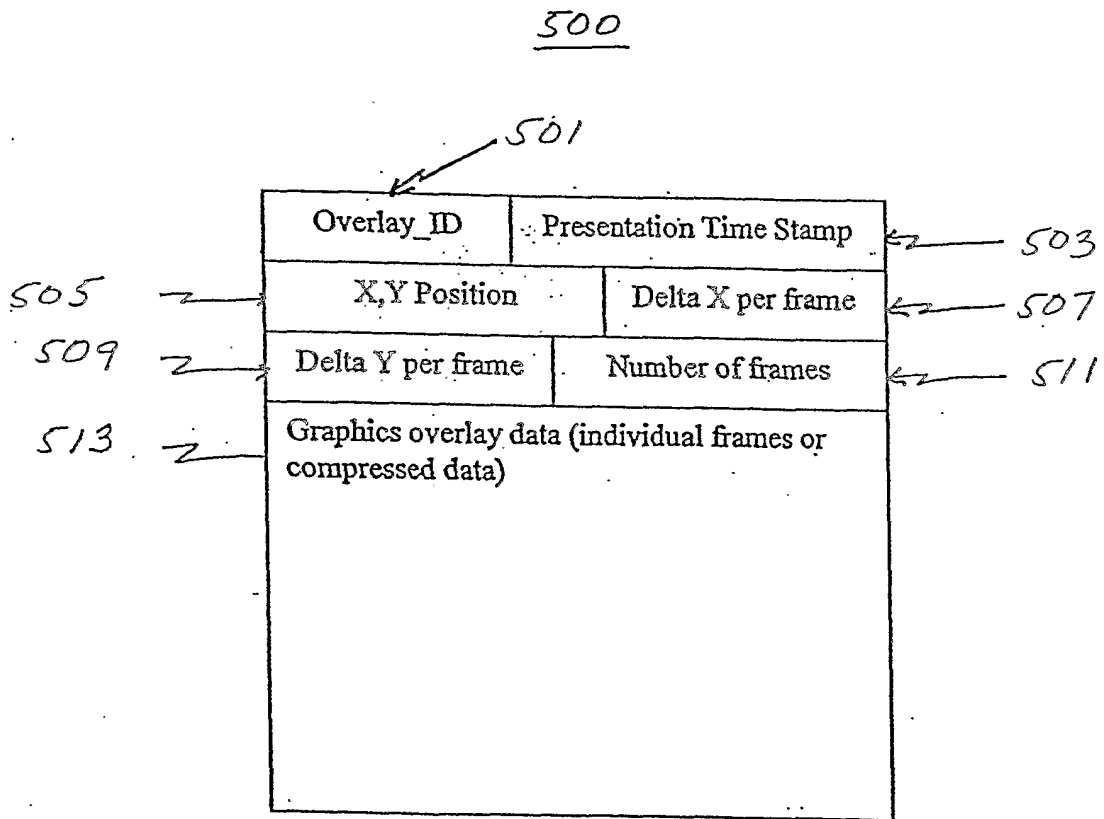 500
501
Overlay_ID Presentation Time Stamp 503
505 X,Y Position Delta X per frame 507
509 Delta Y per frame Number of frames 511
513 Graphics overlay data (individual frames or
compressed data)